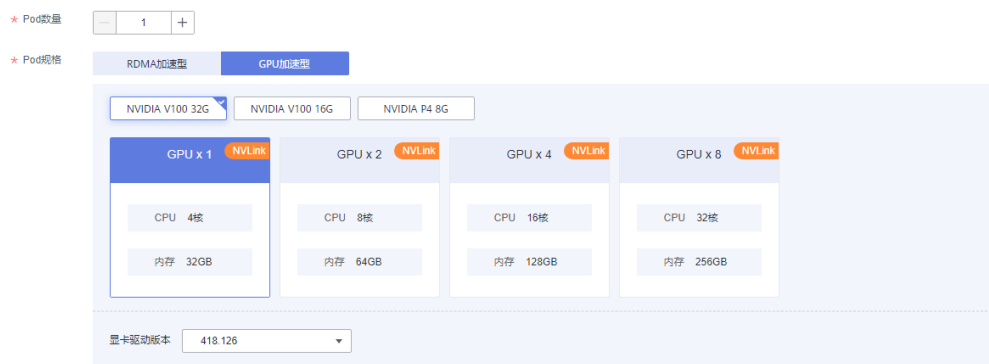 * Pod数量 — 1 +
* Pod规格 RDMA加速型 GPU加速型
NVIDIA V100 32G NVIDIA V100 16G NVIDIA P4 8G
GPU x 1 NVLink GPU x 2 NVLink GPU x 4 NVLink GPU x 8 NVLink
CPU 4核 CPU 8核 CPU 16核 CPU 32核
内存 32GB 内存 64GB 内存 128GB 内存 256GB
显卡驱动版本 418.126